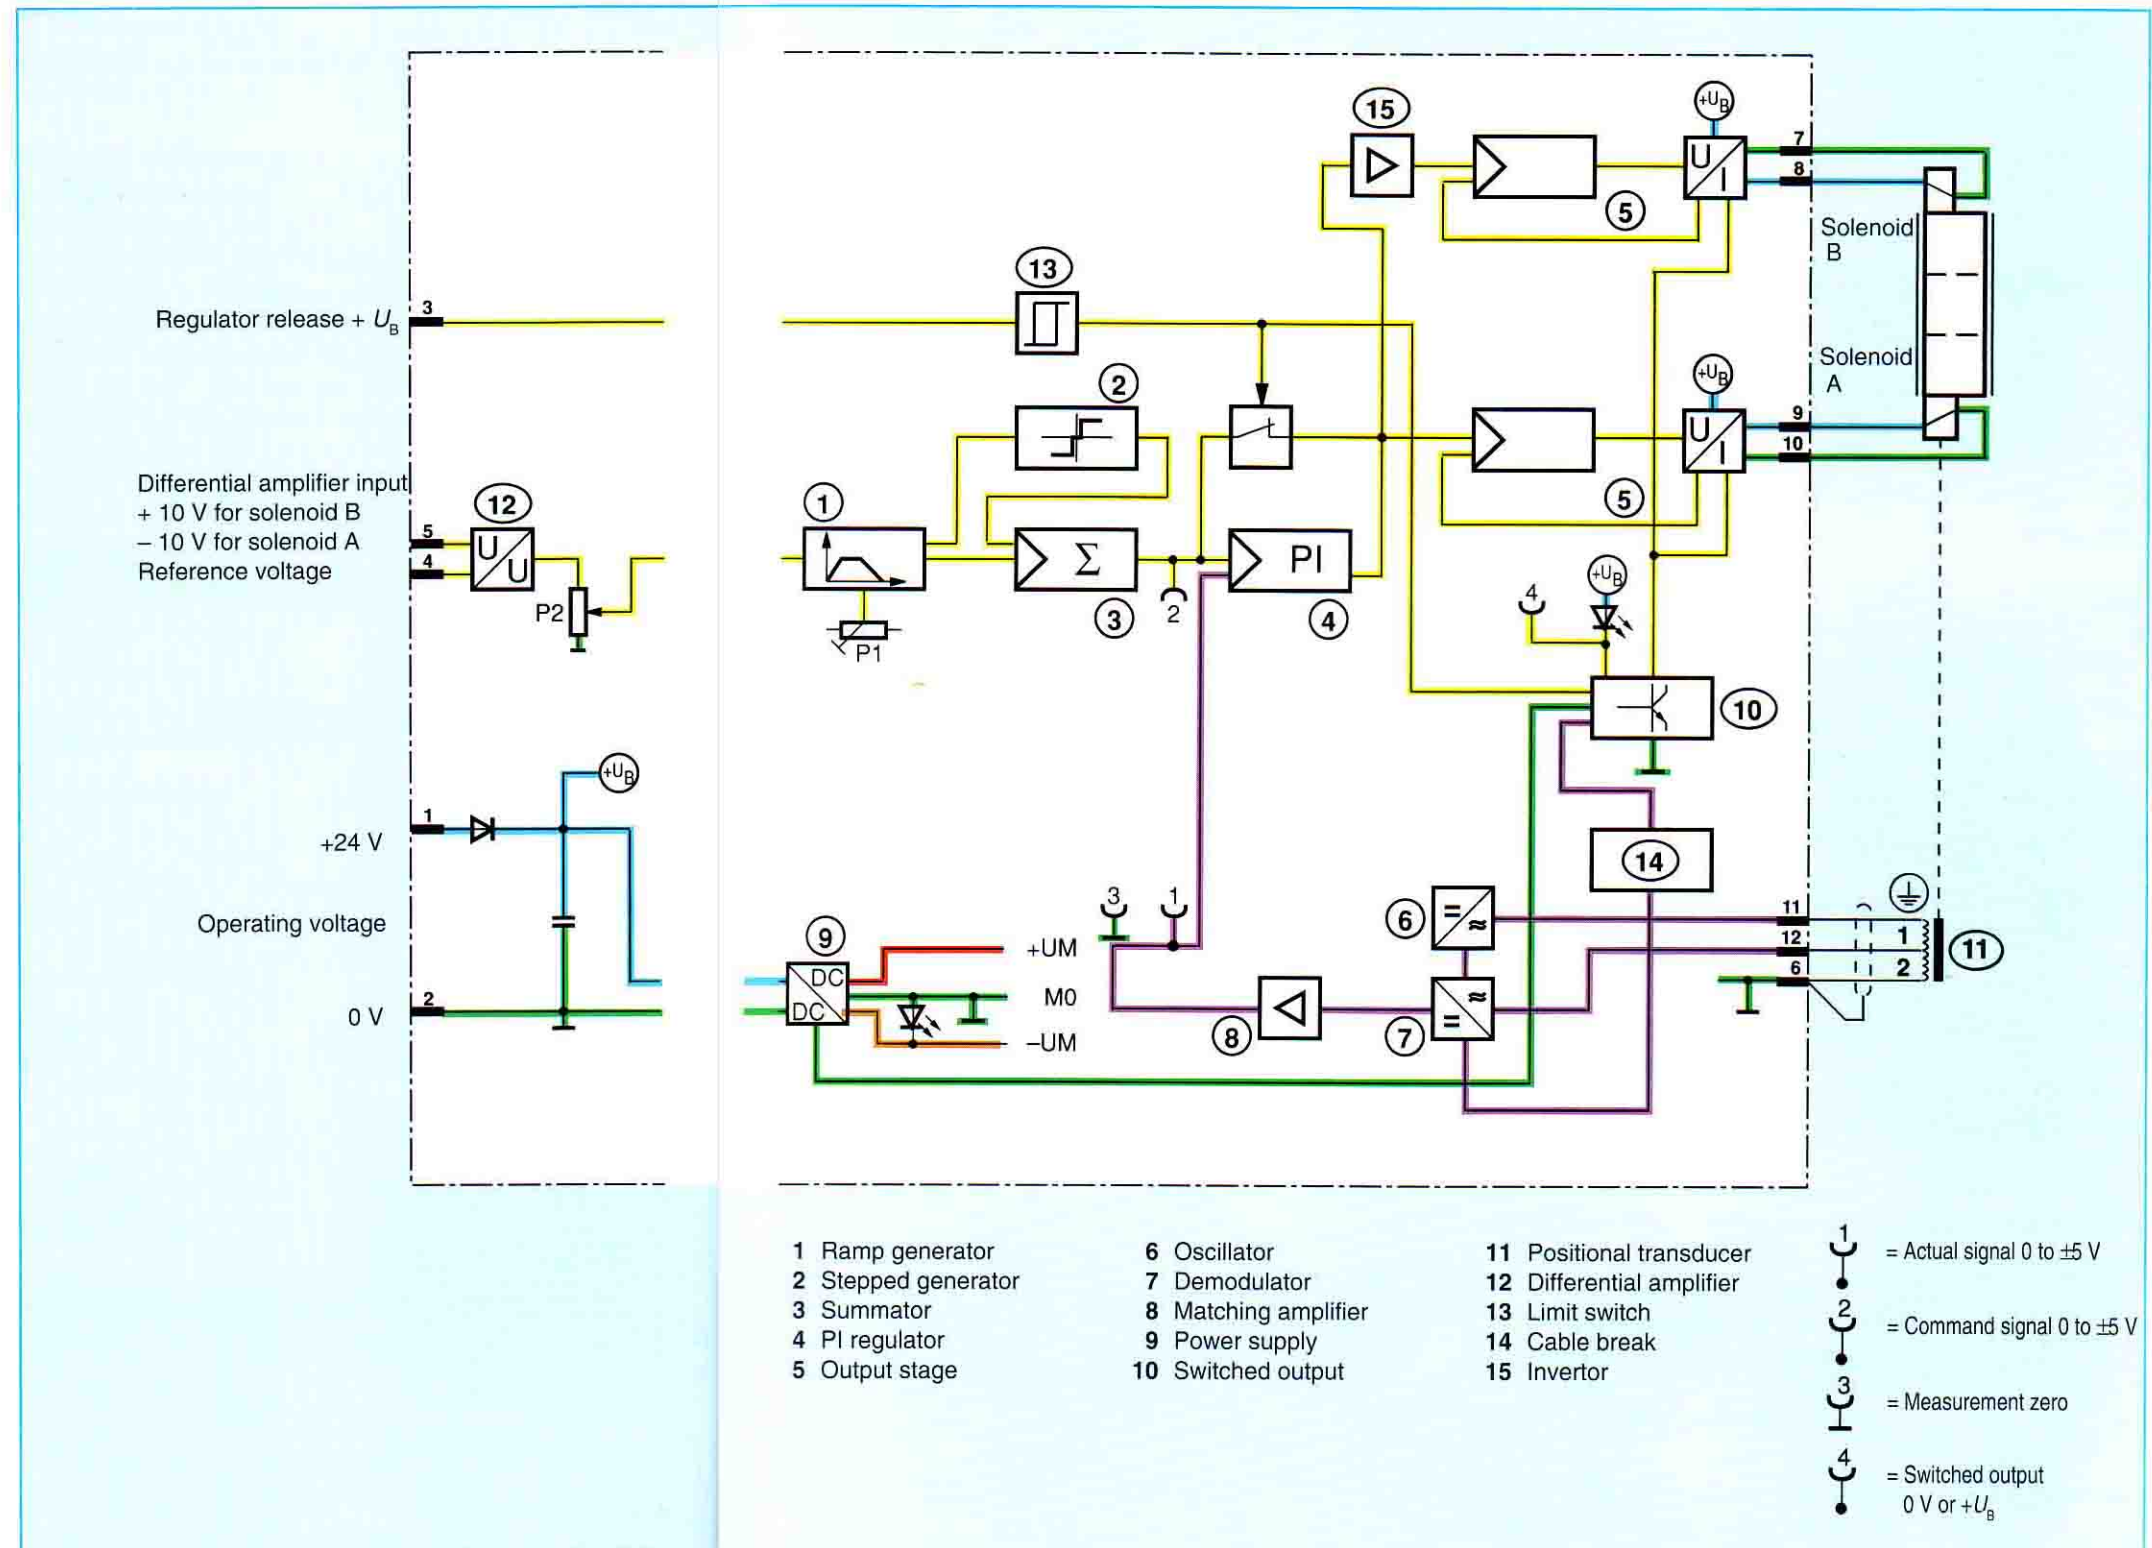 +UB
15
7
U
I
8
5
Solenoid
B
13
Regulator release + UB
3
2
+UB
Solenoid
A
9
U
I
10
Differential amplifier input
+ 10 V for solenoid B
– 10 V for solenoid A
Reference voltage
5
4
12
U
U
P2
1
P1
Σ
3
2
PI
4
5
+UB
4
10
+UB
1
+24 V
14
Operating voltage
3
1
6
=
≈
11
12
6
1
2
11
9
DC
DC
+UM
M0
–UM
8
≈
=
7
2
0 V
1 Ramp generator
2 Stepped generator
3 Summator
4 PI regulator
5 Output stage
6 Oscillator
7 Demodulator
8 Matching amplifier
9 Power supply
10 Switched output
11 Positional transducer
12 Differential amplifier
13 Limit switch
14 Cable break
15 Invertor
1
= Actual signal 0 to ±5 V
2
= Command signal 0 to ±5 V
3
= Measurement zero
4
= Switched output
0 V or +UB